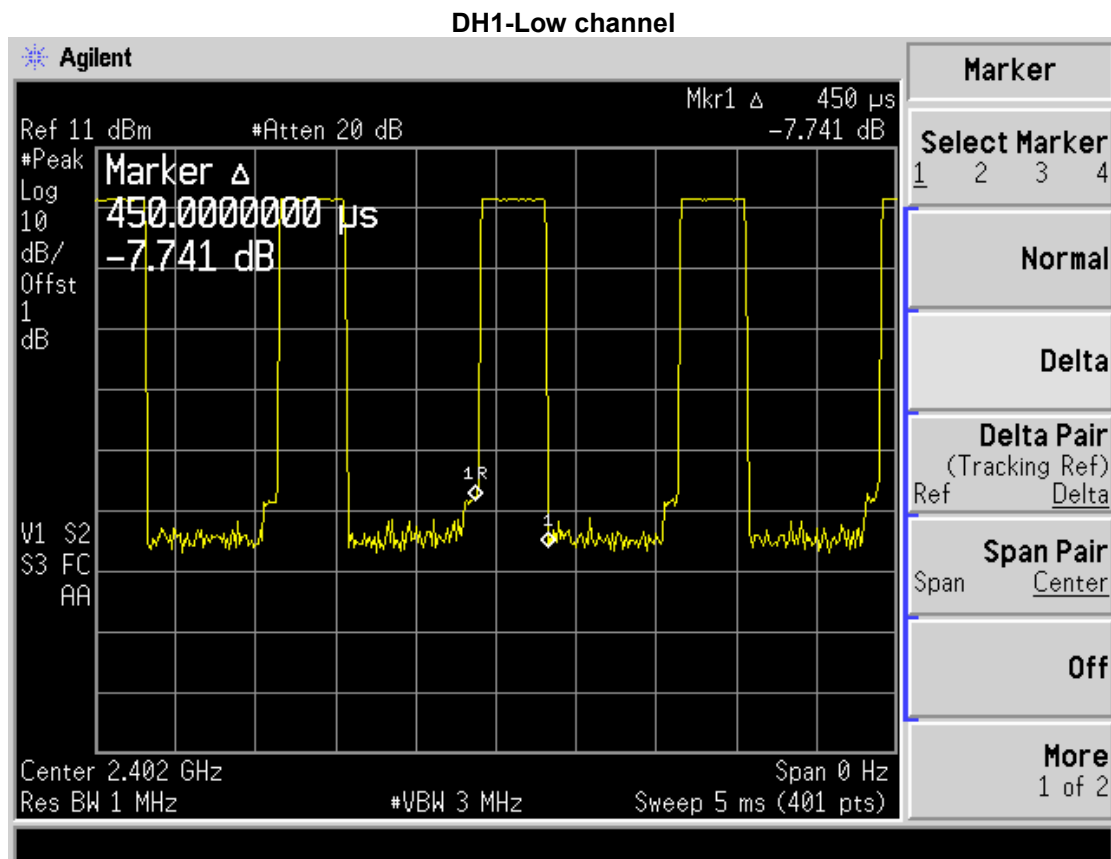 DH1-Low channel
Agilent
Marker
Mkr1 Δ 450 µs
Ref 11 dBm #Atten 20 dB -7.741 dB
#Peak
Log
10
dB/
Offst
1
dB
Marker Δ
450.0000000 µs
-7.741 dB
1R
1
V1 S2
S3 FC
AA
Center 2.402 GHz Span 0 Hz
Res BW 1 MHz #VBW 3 MHz Sweep 5 ms (401 pts)
Select Marker
1 2 3 4
Normal
Delta
Delta Pair
(Tracking Ref)
Ref Delta
Span Pair
Span Center
Off
More
1 of 2